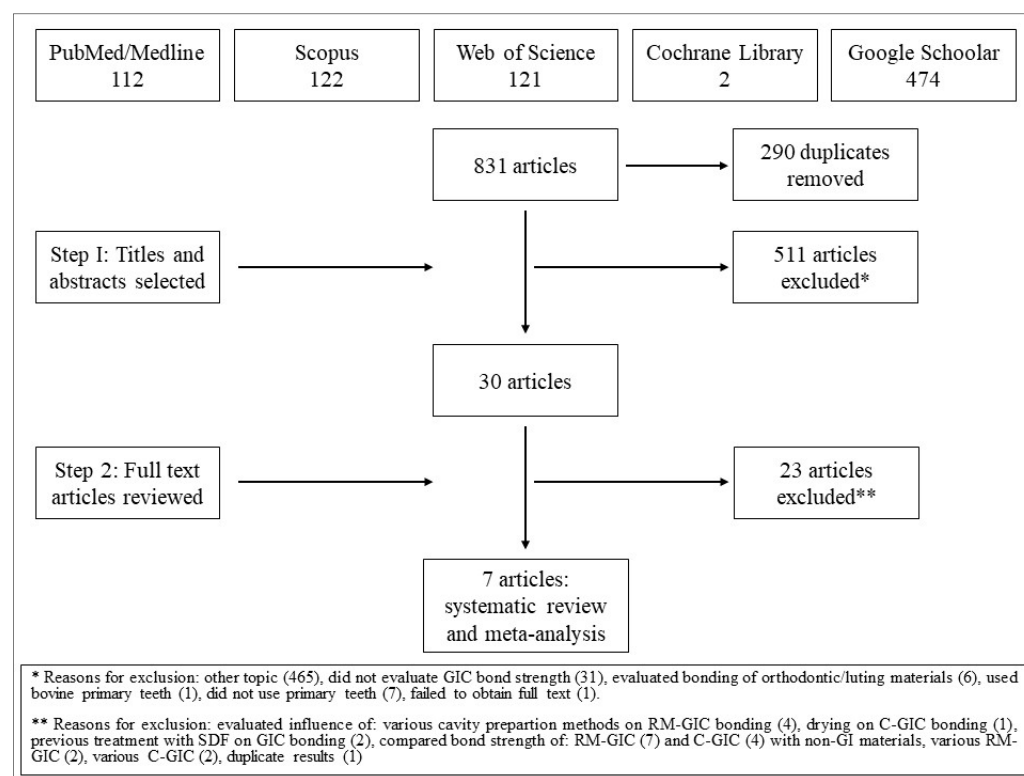 PubMed/Medline
112
Scopus
122
Web of Science
121
Cochrane Library
2
Google Schoolar
474
831 articles
290 duplicates
removed
Step I: Titles and
abstracts selected
511 articles
excluded*
30 articles
Step 2: Full text
articles reviewed
23 articles
excluded**
7 articles:
systematic review
and meta-analysis
* Reasons for exclusion: other topic (465), did not evaluate GIC bond strength (31), evaluated bonding of orthodontic/luting materials (6), used
bovine primary teeth (1), did not use primary teeth (7), failed to obtain full text (1).
** Reasons for exclusion: evaluated influence of: various cavity prepartion methods on RM-GIC bonding (4), drying on C-GIC bonding (1),
previous treatment with SDF on GIC bonding (2), compared bond strength of: RM-GIC (7) and C-GIC (4) with non-GI materials, various RM-
GIC (2), various C-GIC (2), duplicate results (1)